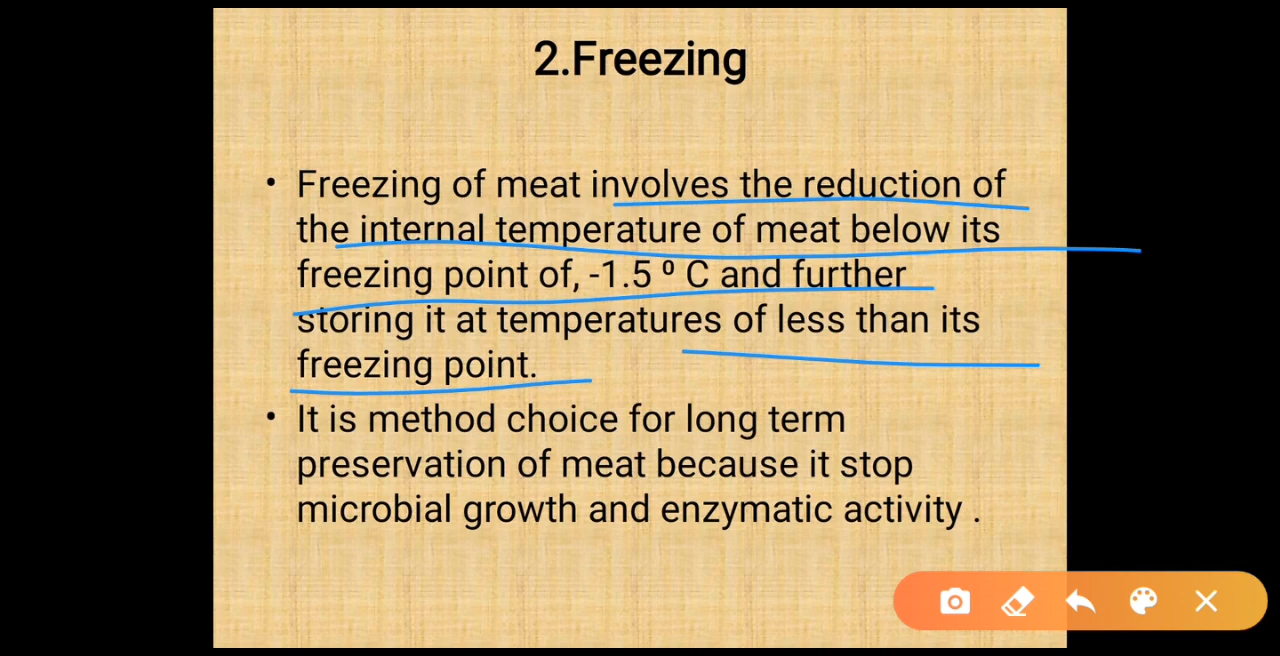 2.Freezing
• Freezing of meat involves the reduction of
the internal temperature of meat below its
freezing point of, -1.5 ⁰ C and further
storing it at temperatures of less than its
freezing point.
• It is method choice for long term
preservation of meat because it stop
microbial growth and enzymatic activity .